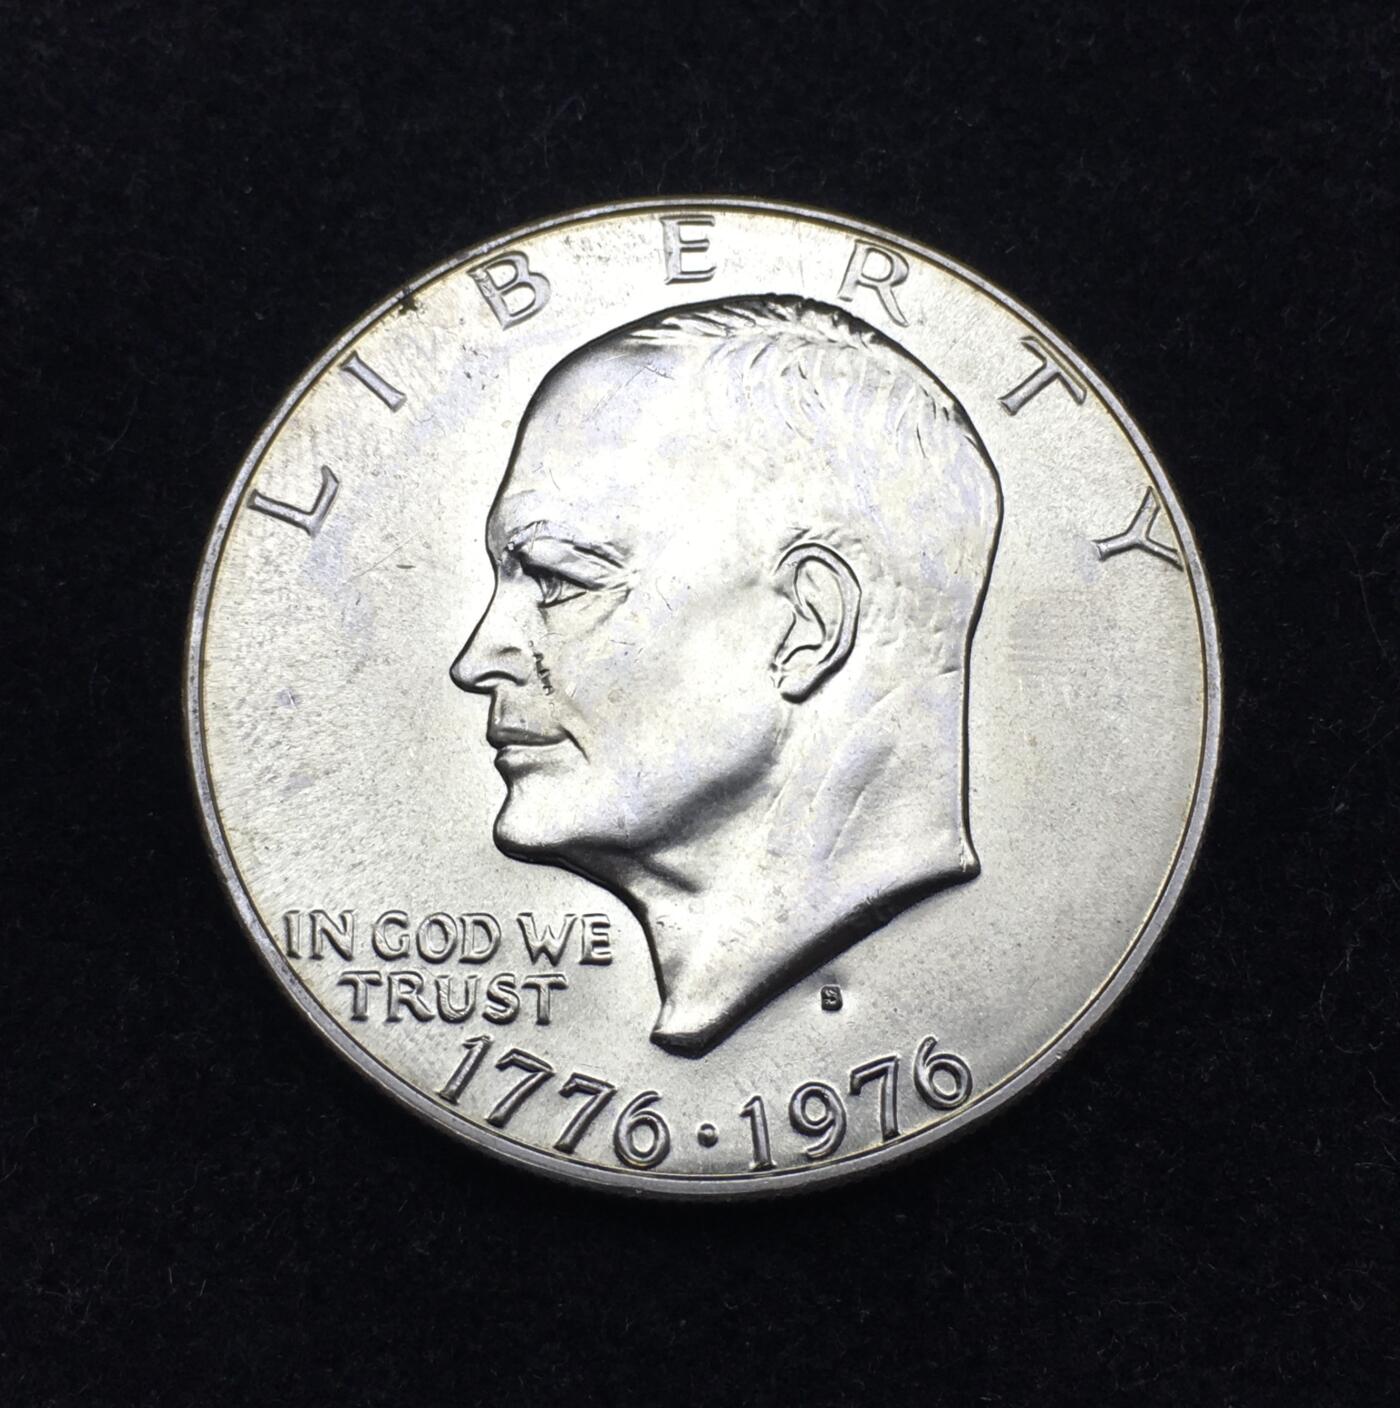 LIBERTY
IN GOD WE
TRUST
S
1776·1976